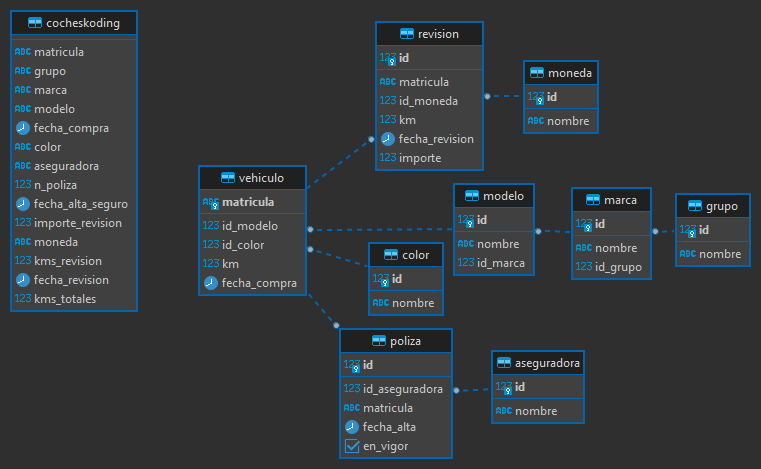 cocheskoding
ABC matricula
ABC grupo
ABC marca
ABC modelo
fecha_compra
ABC color
ABC aseguradora
123 n_poliza
fecha_alta_seguro
123 importe_revision
ABC moneda
123 kms_revision
fecha_revision
123 kms_totales
revision
123 id
ABC matricula
123 id_moneda
123 km
fecha_revision
123 importe
moneda
123 id
ABC nombre
vehiculo
ABC matricula
123 id_modelo
123 id_color
123 km
fecha_compra
modelo
123 id
ABC nombre
123 id_marca
marca
123 id
ABC nombre
123 id_grupo
grupo
123 id
ABC nombre
color
123 id
ABC nombre
poliza
123 id
123 id_aseguradora
ABC matricula
fecha_alta
en_vigor
aseguradora
123 id
ABC nombre